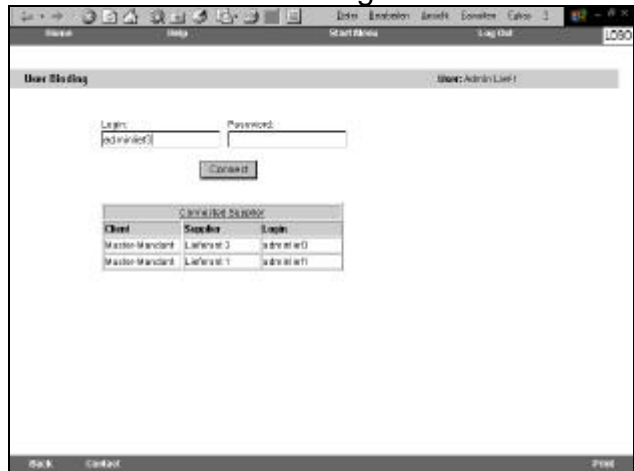 Datei Bearbeiten Ansicht Favoriten Extras
Home Help Start Menu Log Out LOGO
User Binding User: Admin Lief1
Login: Password:
adminlief3
Connect
Connected Supplier
Client Supplier Login
Master-Mandant Lieferant 3 adminlief3
Master-Mandant Lieferant 1 adminlief1
Back Contact Print